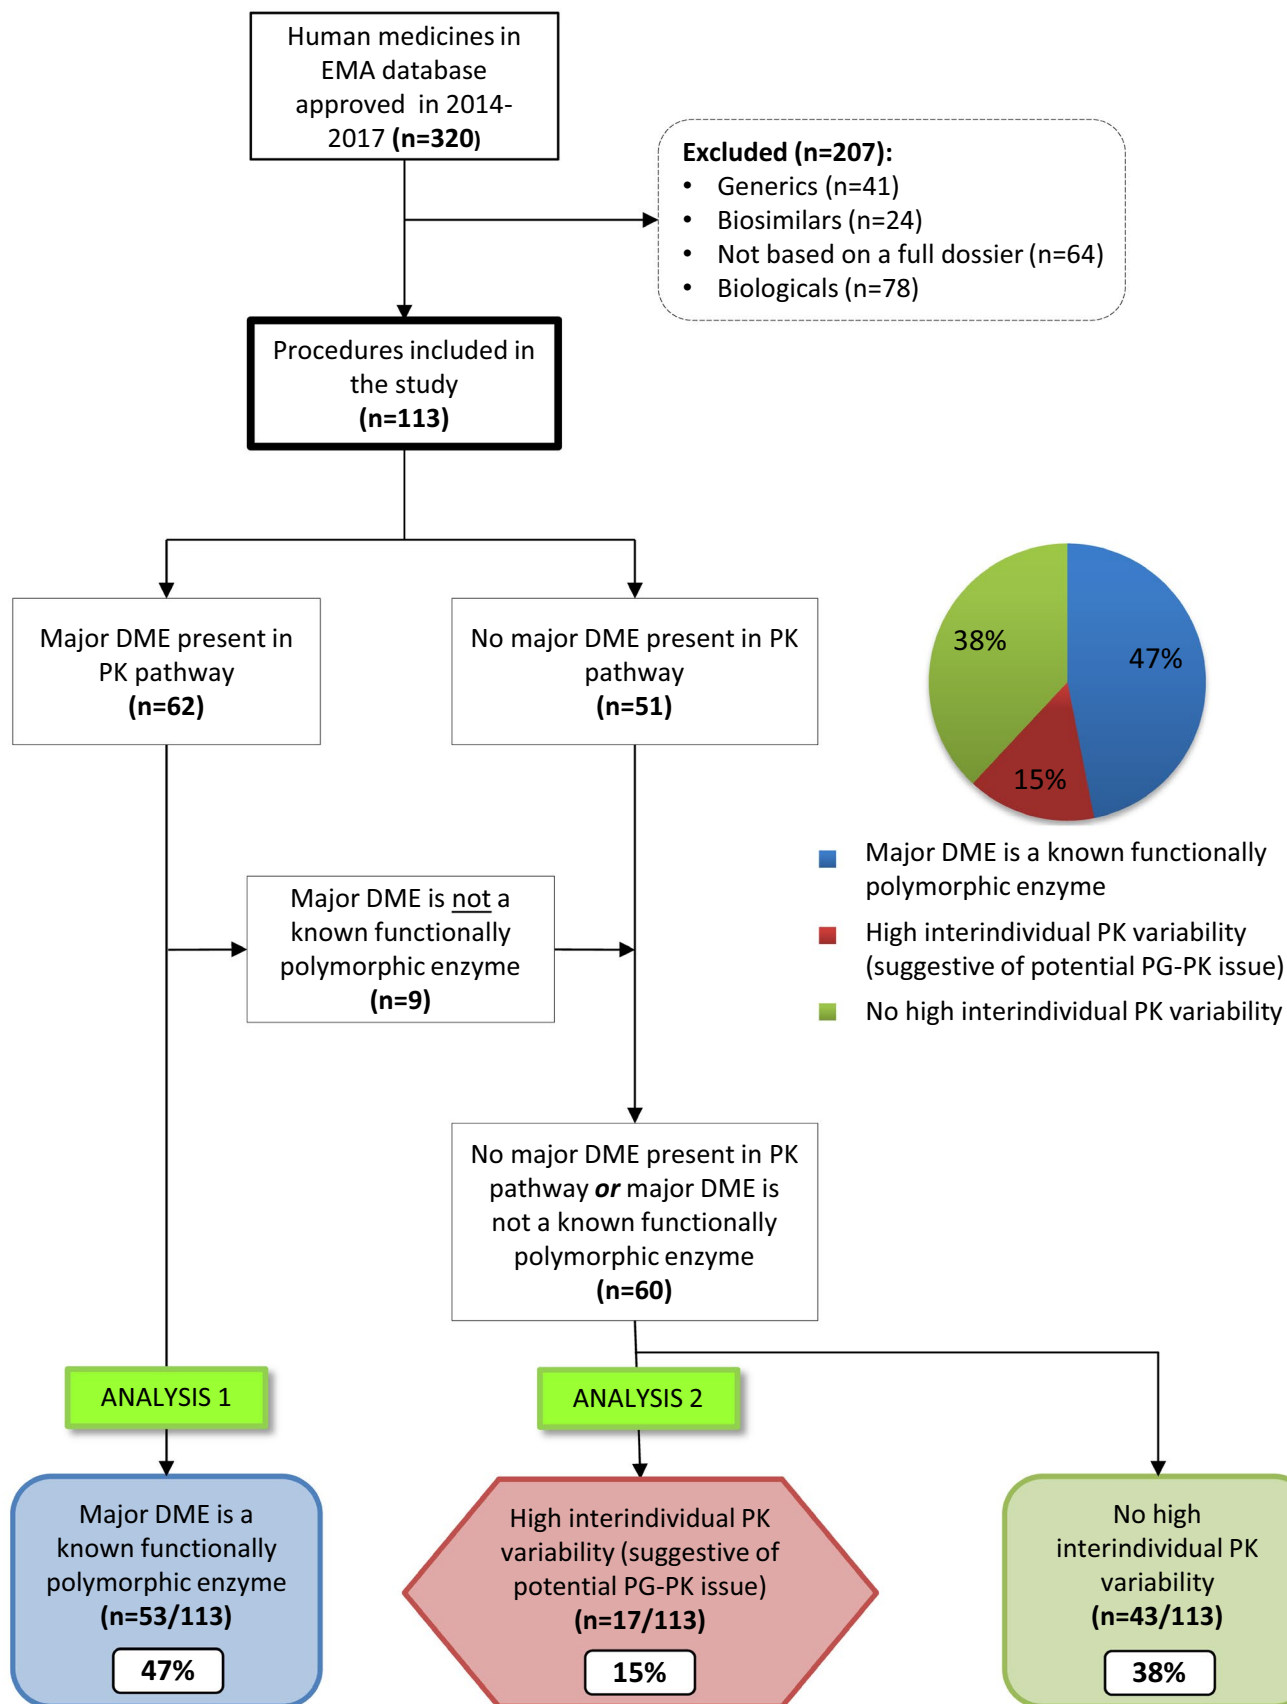 Human medicines in
EMA database
approved in 2014-
2017 (n=320)
Excluded (n=207):
• Generics (n=41)
• Biosimilars (n=24)
• Not based on a full dossier (n=64)
• Biologicals (n=78)
Procedures included in
the study
(n=113)
Major DME present in
PK pathway
(n=62)
No major DME present in PK
pathway
(n=51)
38%
47%
15%
Major DME is a known functionally
polymorphic enzyme
High interindividual PK variability
(suggestive of potential PG-PK issue)
No high interindividual PK variability
Major DME is not a
known functionally
polymorphic enzyme
(n=9)
No major DME present in PK
pathway or major DME is
not a known functionally
polymorphic enzyme
(n=60)
ANALYSIS 1
ANALYSIS 2
Major DME is a
known functionally
polymorphic enzyme
(n=53/113)
47%
High interindividual PK
variability (suggestive of
potential PG-PK issue)
(n=17/113)
15%
No high
interindividual PK
variability
(n=43/113)
38%